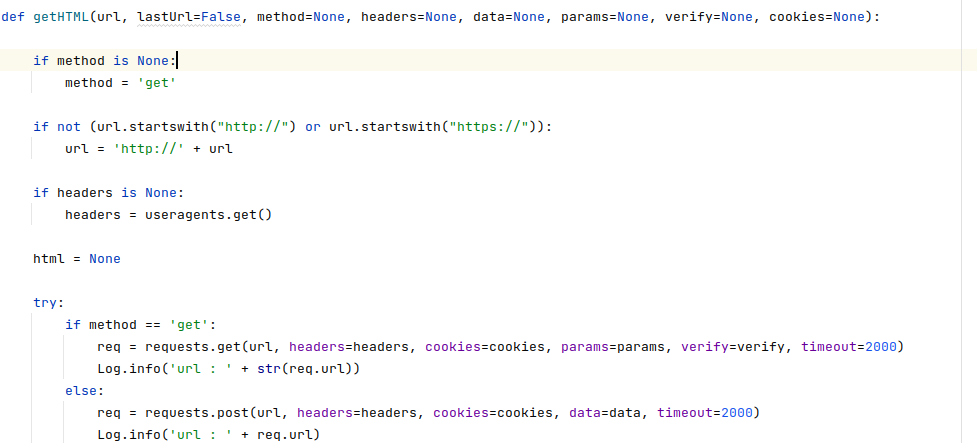 def getHTML(url, lastUrl=False, method=None, headers=None, data=None, params=None, verify=None, cookies=None):
if method is None:
method = 'get'
if not (url.startswith("http://") or url.startswith("https://")):
url = 'http://' + url
if headers is None:
headers = useragents.get()
html = None
try:
if method == 'get':
req = requests.get(url, headers=headers, cookies=cookies, params=params, verify=verify, timeout=2000)
Log.info('url : ' + str(req.url))
else:
req = requests.post(url, headers=headers, cookies=cookies, data=data, timeout=2000)
Log.info('url : ' + req.url)